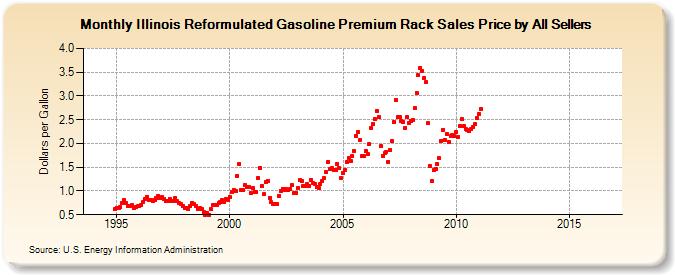 Monthly Illinois Reformulated Gasoline Premium Rack Sales Price by All Sellers
Dollars per Gallon
4.0
3.5
3.0
2.5
2.0
1.5
1.0
0.5
1995 2000 2005 2010 2015
Source: U.S. Energy Information Administration